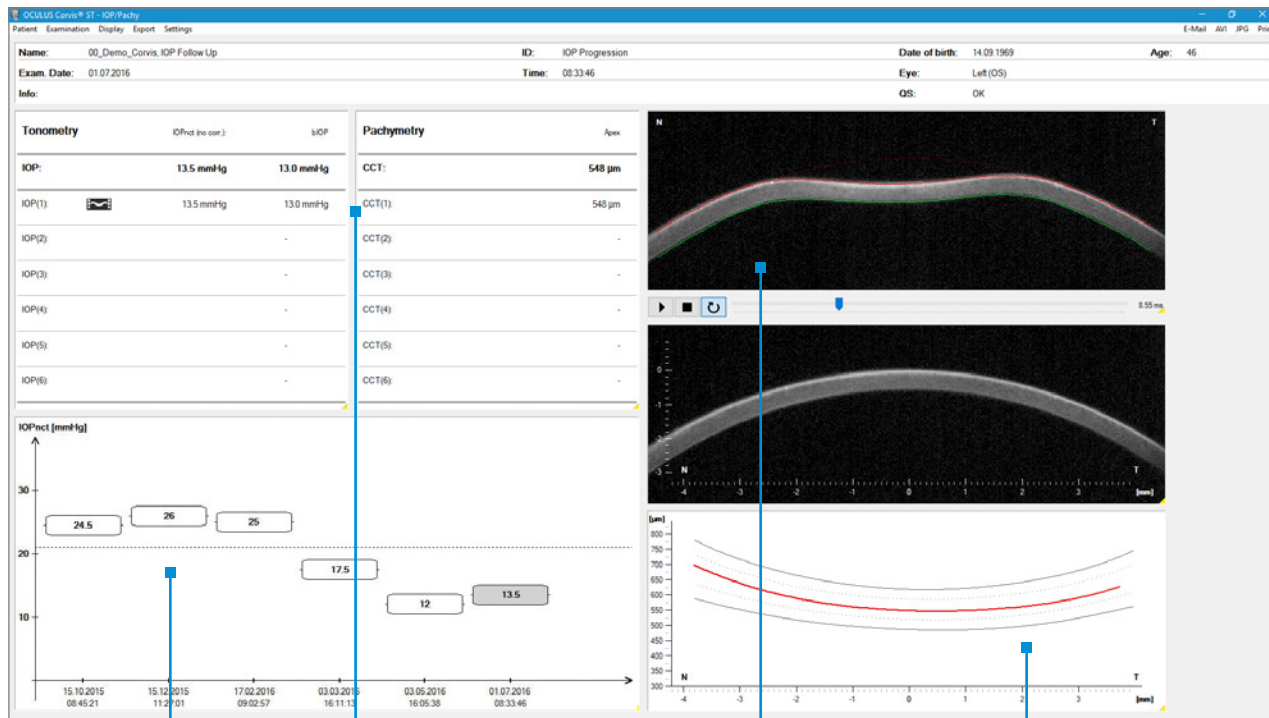 OCULUS Corvis® ST - IOP/Pachy
Patient Examination Display Export Settings E-Mail AVI JPG
Name: 00_Demo_Corvis, IOP Follow Up ID: IOP Progression Date of birth: 14.09.1969 Age: 46
Exam. Date: 01.07.2016 Time: 08:33:46 Eye: Left (OS)
Info: QS: OK
Tonometry IOPnct (no corr.): bIOP
IOP: 13.5 mmHg 13.0 mmHg
IOP(1): 13.5 mmHg 13.0 mmHg
IOP(2): -
IOP(3): -
IOP(4): -
IOP(5): -
IOP(6): -
Pachymetry Apex
CCT: 548 µm
CCT(1): 548 µm
CCT(2): -
CCT(3): -
CCT(4): -
CCT(5): -
CCT(6): -
N T
8.55 ms
0
-1
-2
-3
N T
-4 -3 -2 -1 0 1 2 3 [mm]
IOPnct [mmHg]
30
20
10
24.5 26 25 17.5 12 13.5
15.10.2015 15.12.2015 17.02.2016 03.03.2016 03.05.2016 01.07.2016
08:45:21 11:27:01 09:02:57 16:11:13 16:05:38 08:33:46
[µm]
800
750
700
650
600
550
500
450
400
350
300
N T
-4 -3 -2 -1 0 1 2 3 [mm]